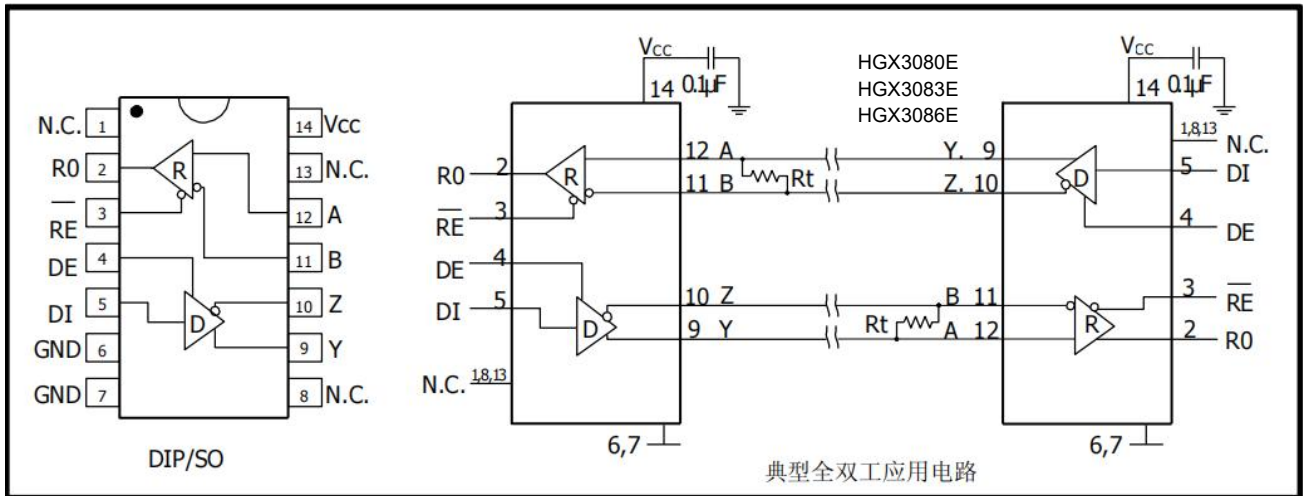 N.C. 1
R0 2
RE 3
DE 4
DI 5
GND 6
GND 7
14 Vcc
13 N.C.
12 A
11 B
10 Z
9 Y
8 N.C.
R
D
DIP/SO
VCC
14 0.1µF
R0 2
RE 3
DE 4
DI 5
N.C. 1,8,13
R
D
12 A
11 B
Rt
10 Z
9 Y
6,7
HGX3080E
HGX3083E
HGX3086E
VCC
14 0.1µF
Y. 9
Z. 10
B 11
Rt
A 12
D
R
1,8,13 N.C.
5 DI
4 DE
3 RE
2 R0
6,7
典型全双工应用电路